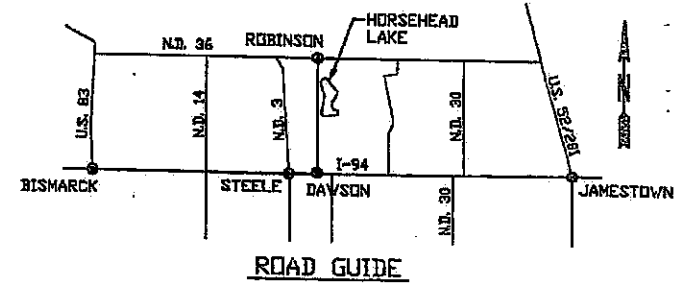 HORSEHEAD
LAKE
N.D. 36
ROBINSON
U.S. 83
N.D. 14
N.D. 3
N.D. 30
U.S. 52/281
N
I-94
BISMARCK
STEELE
DAWSON
JAMESTOWN
N.D. 30
ROAD GUIDE